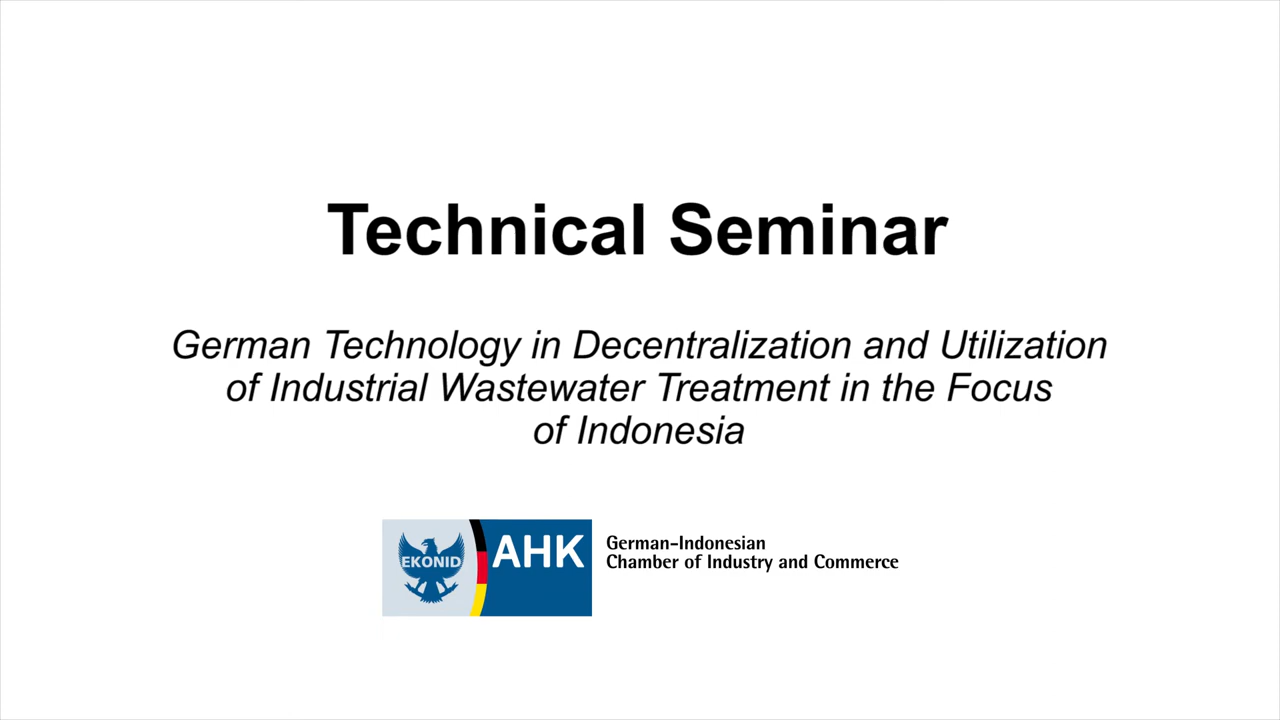 Technical Seminar
German Technology in Decentralization and Utilization
of Industrial Wastewater Treatment in the Focus
of Indonesia
EKONID
AHK
German-Indonesian
Chamber of Industry and Commerce